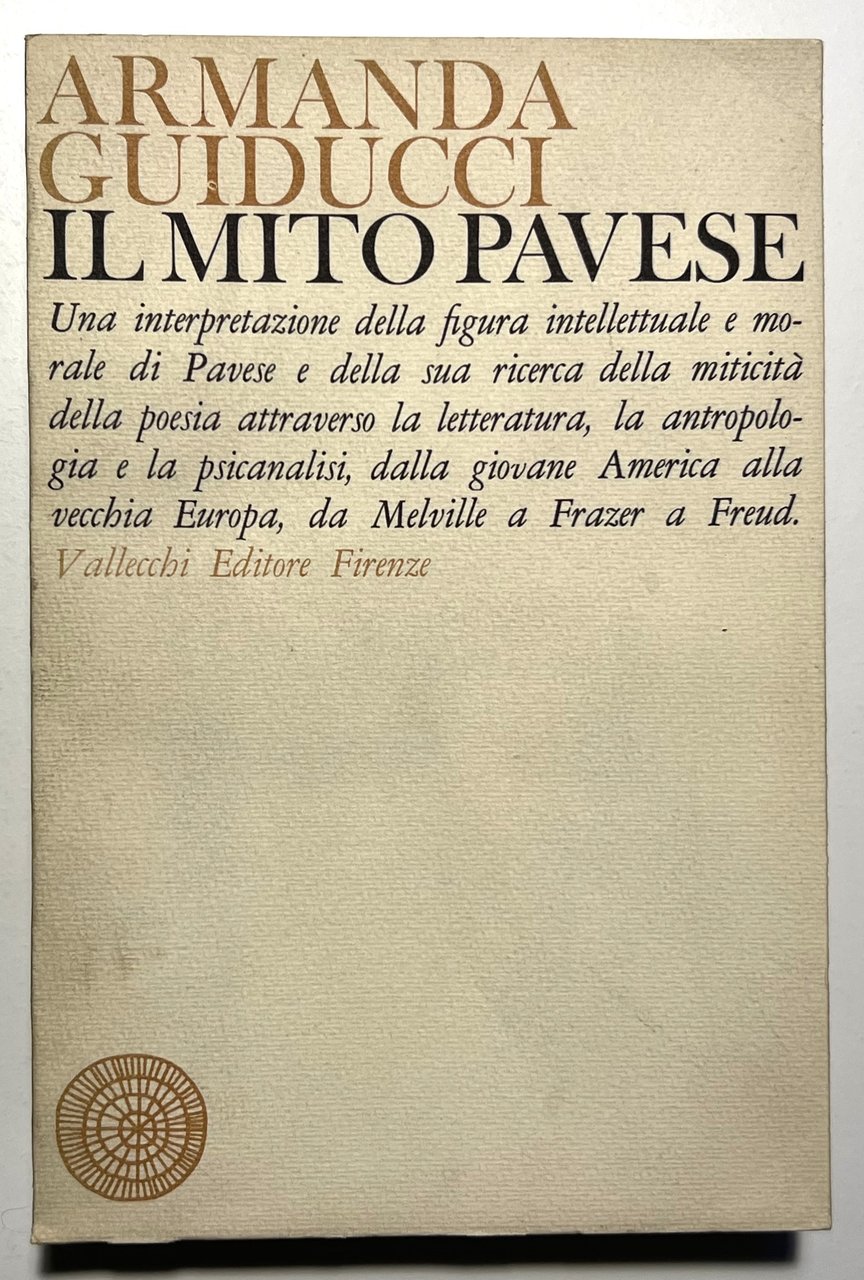 ARMANDA
GUIDUCCI
IL MITO PAVESE
Una interpretazione della figura intellettuale e mo-
rale di Pavese e della sua ricerca della miticità
della poesia attraverso la letteratura, la antropolo-
gia e la psicanalisi, dalla giovane America alla
vecchia Europa, da Melville a Frazer a Freud.
Vallecchi Editore Firenze